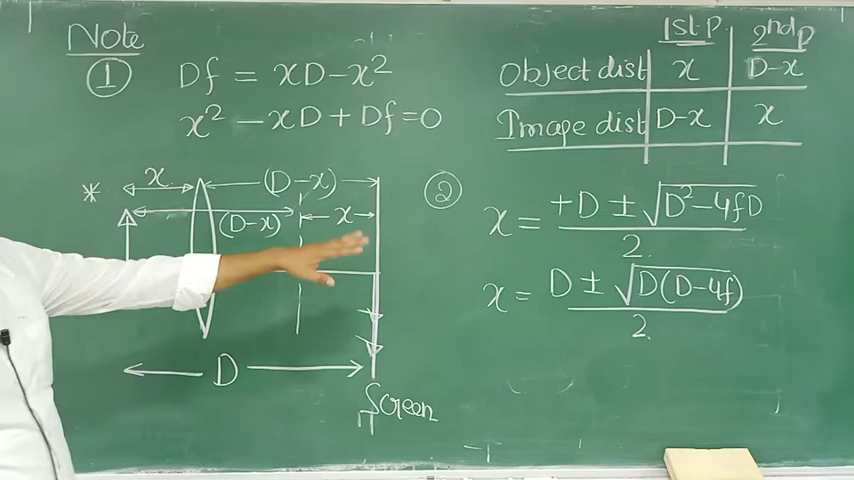 Note
① Df = xD-x²
x² - xD + Df = 0
1st P. 2nd P
Object dist x D-x
Image dist D-x x
* x (D-x)
(D-x) x
D
Screen
② x = +D ± √D²-4fD / 2
x = D ± √D(D-4f) / 2